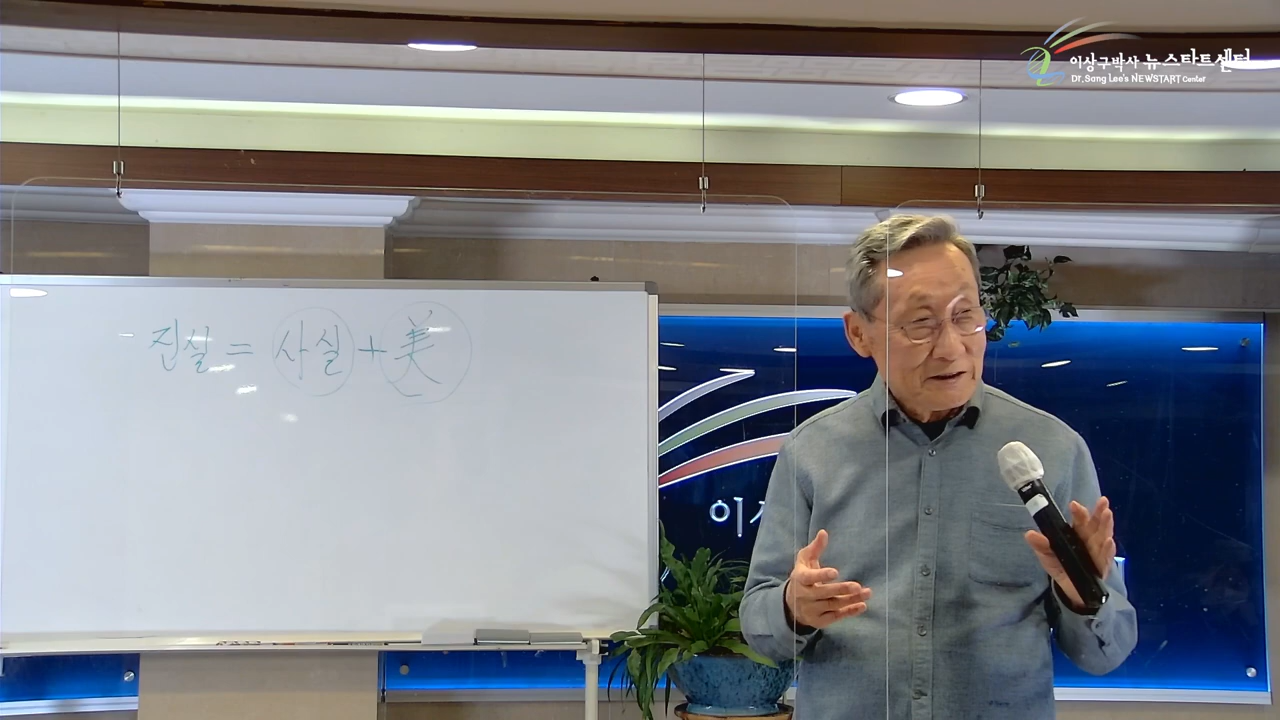 이상구박사 뉴스타트센터
Dr. Sang Lee's NEWSTART Center
진실 = 사실 + 美
이